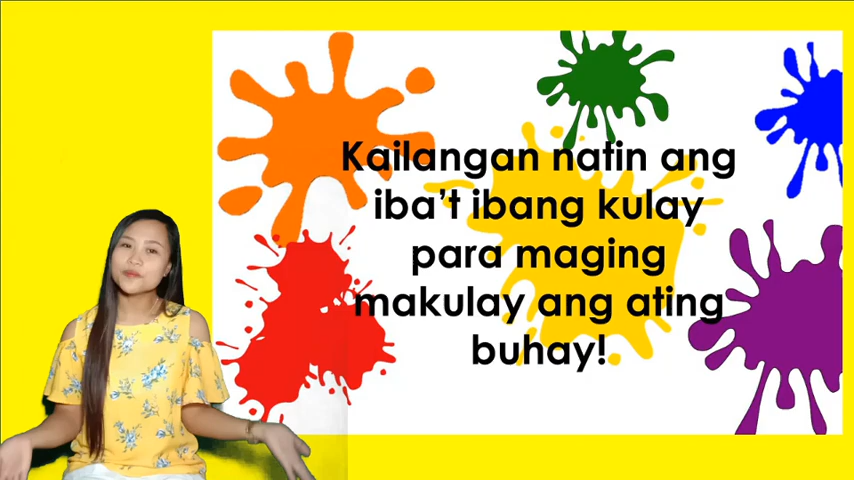 Kailangan natin ang
iba't ibang kulay
para maging
makulay ang ating
buhay!